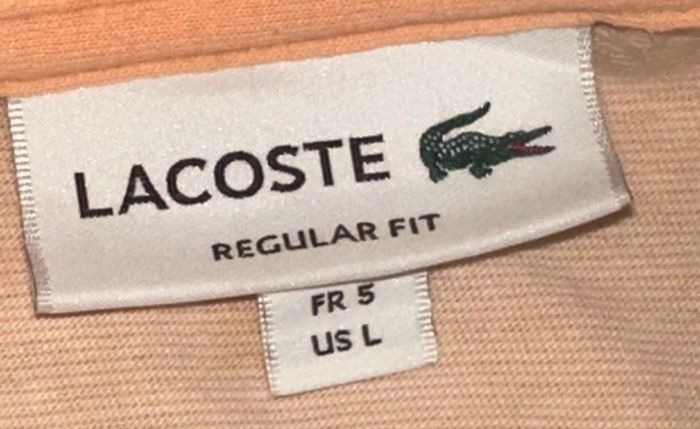 LACOSTE
REGULAR FIT
FR 5
US L